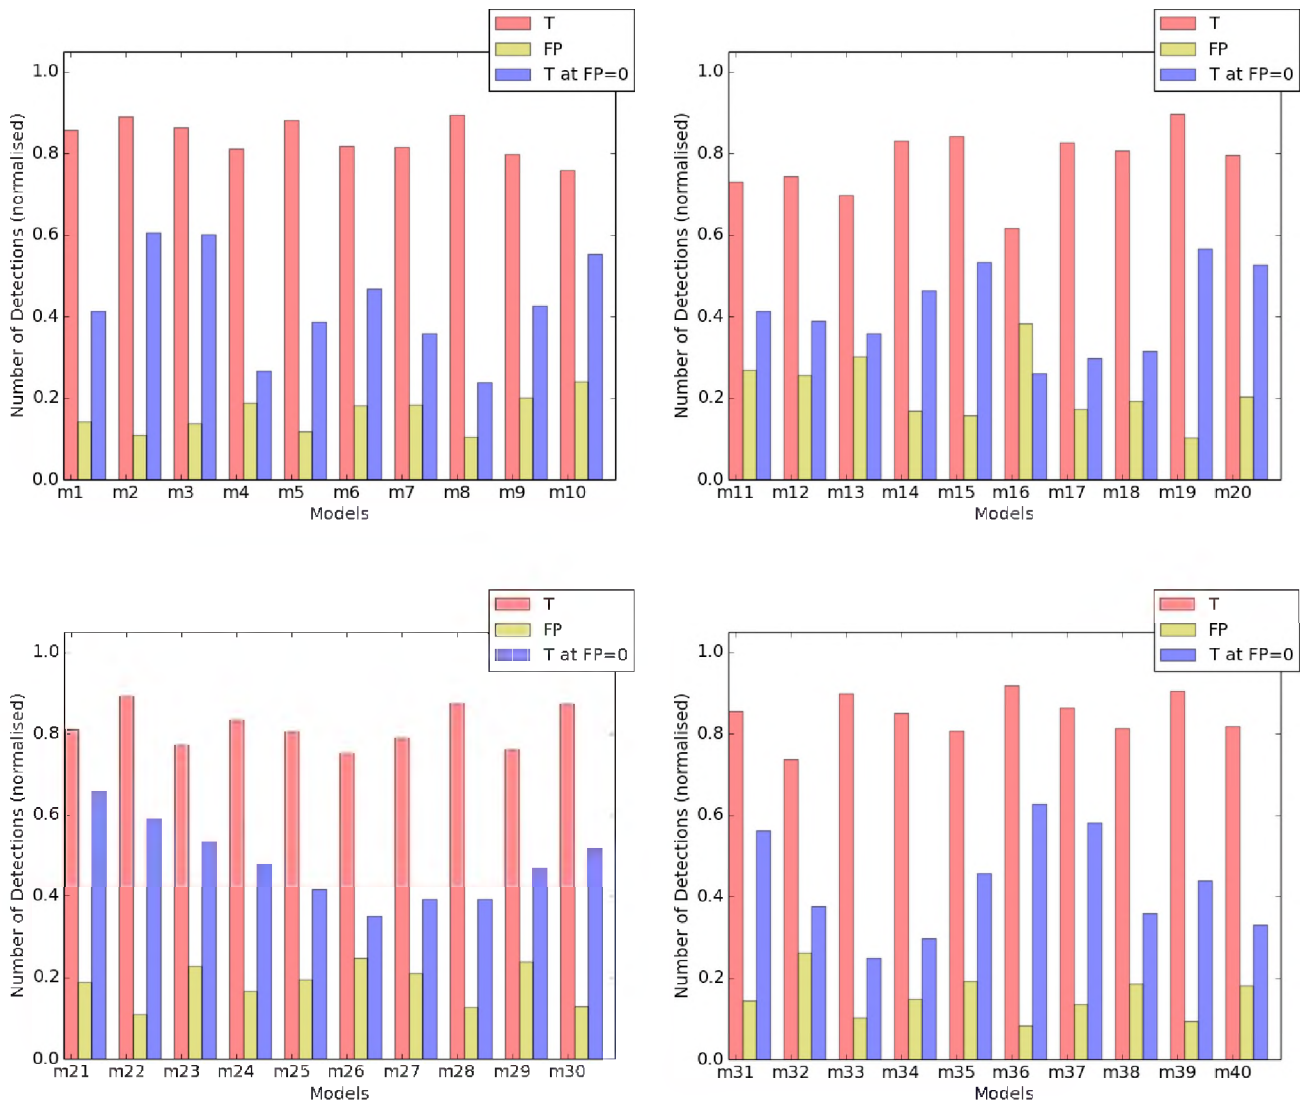 T
FP
T at FP=0
1.0
0.8
0.6
0.4
0.2
0.0
Number of Detections (normalised)
m1 m2 m3 m4 m5 m6 m7 m8 m9 m10
Models
T
FP
T at FP=0
1.0
0.8
0.6
0.4
0.2
0.0
Number of Detections (normalised)
m11 m12 m13 m14 m15 m16 m17 m18 m19 m20
Models
T
FP
T at FP=0
1.0
0.8
0.6
0.4
0.2
0.0
Number of Detections (normalised)
m21 m22 m23 m24 m25 m26 m27 m28 m29 m30
Models
T
FP
T at FP=0
1.0
0.8
0.6
0.4
0.2
0.0
Number of Detections (normalised)
m31 m32 m33 m34 m35 m36 m37 m38 m39 m40
Models